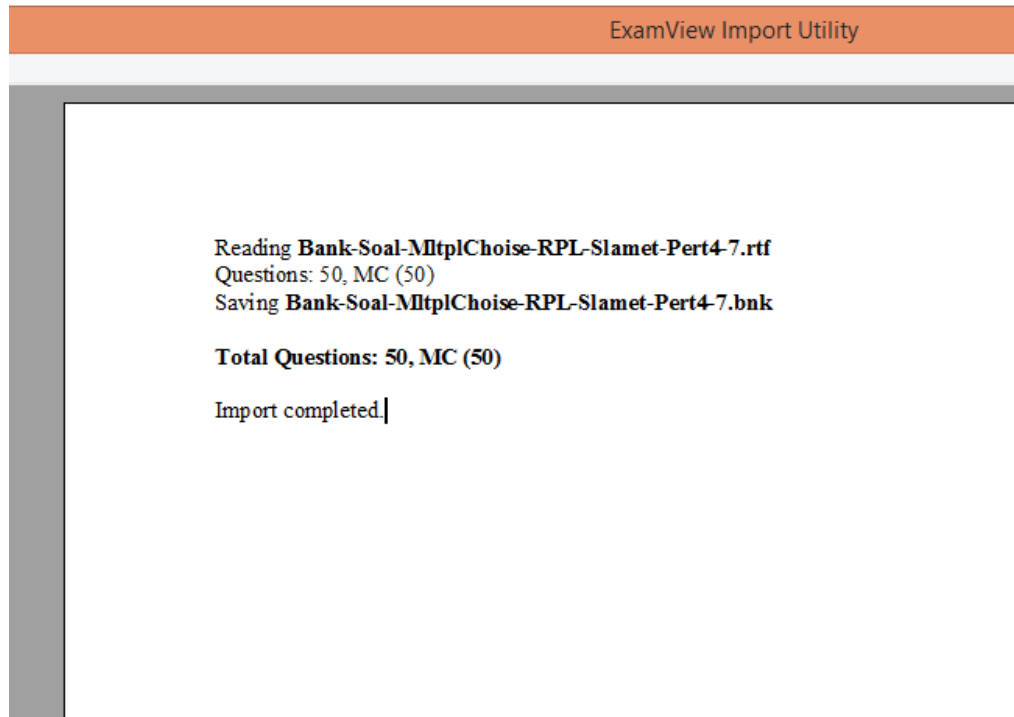 ExamView Import Utility
Reading Bank-Soal-MltplChoise-RPL-Slamet-Pert4-7.rtf
Questions: 50, MC (50)
Saving Bank-Soal-MltplChoise-RPL-Slamet-Pert4-7.bnk
Total Questions: 50, MC (50)
Import completed.